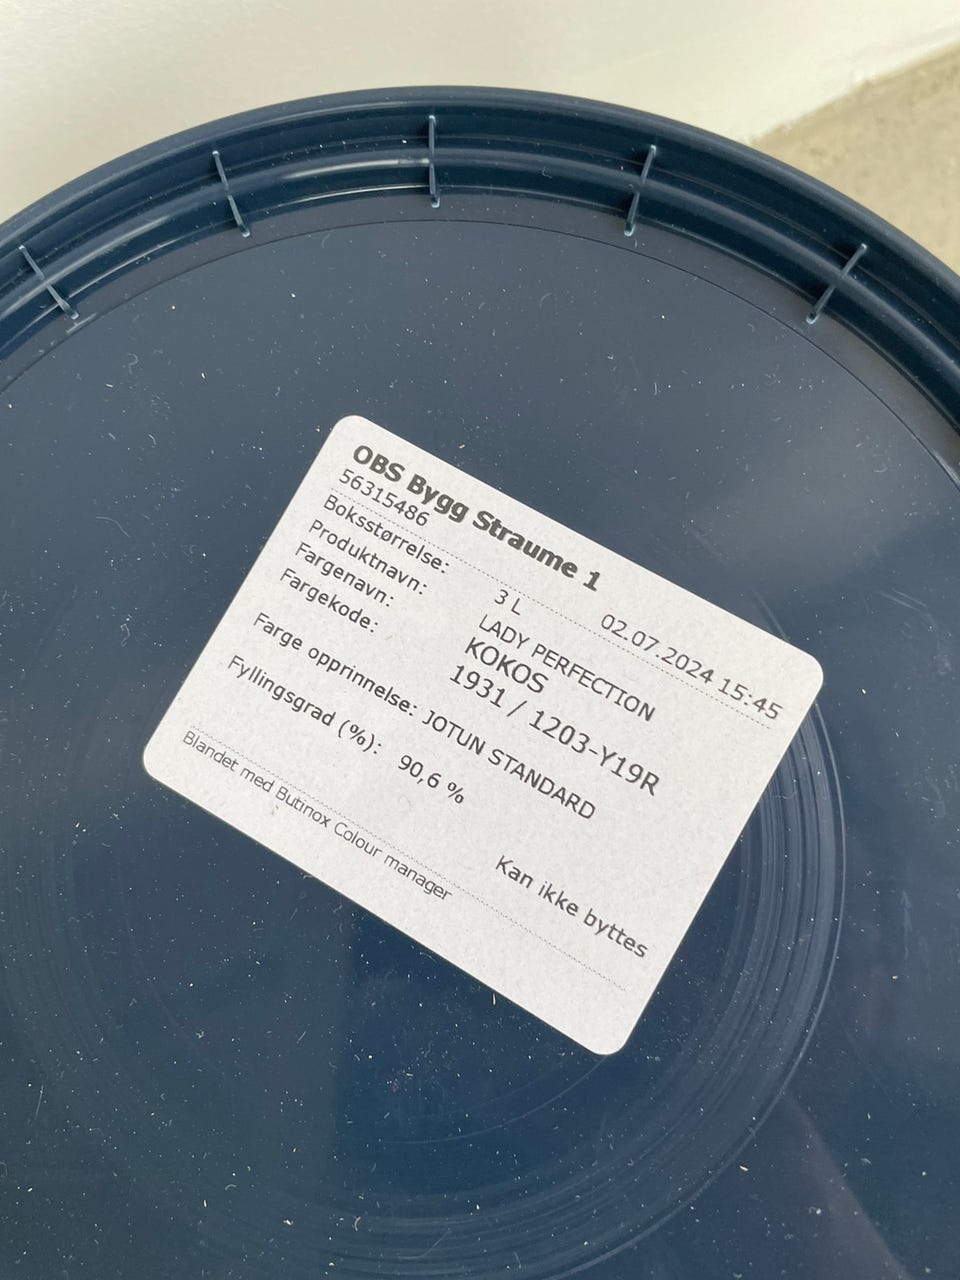 OBS Bygg Straume 1
56315486 02.07.2024 15:45
Boksstørrelse: 3 L
Produktnavn: LADY PERFECTION
Fargenavn: KOKOS
Fargekode: 1931 / 1203-Y19R
Farge opprinnelse: JOTUN STANDARD
Fyllingsgrad (%): 90,6 %
Kan ikke byttes
Blandet med Butinox Colour manager